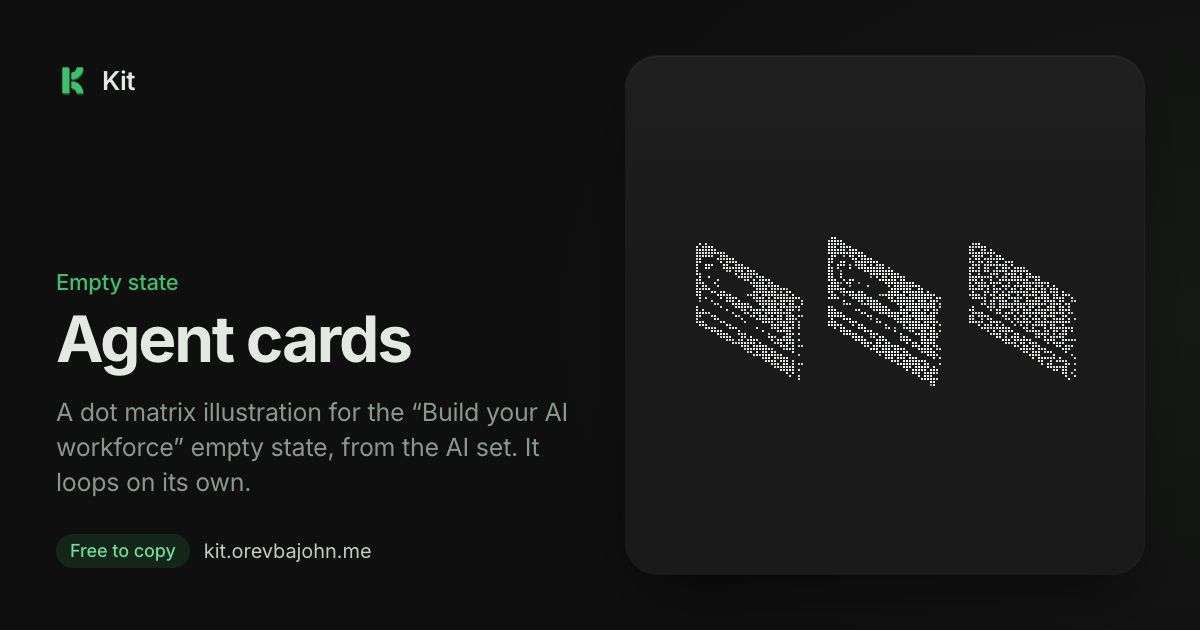 Kit
Empty state
Agent cards
A dot matrix illustration for the “Build your AI
workforce” empty state, from the AI set. It
loops on its own.
Free to copy
kit.orevbajohn.me